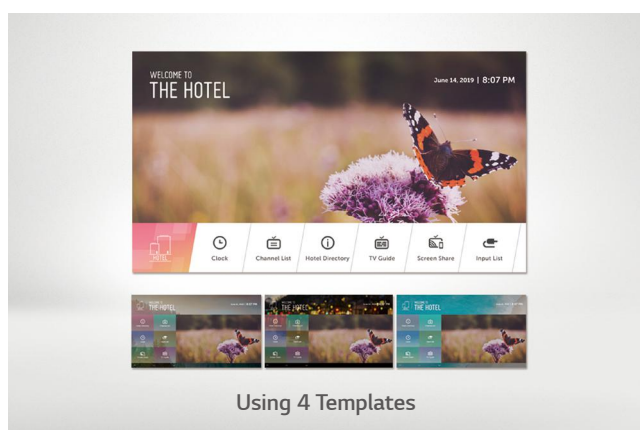 WELCOME TO
THE HOTEL
June 14, 2019 | 8:07 PM
HOTEL
Clock
Channel List
Hotel Directory
TV Guide
Screen Share
Input List
THE HOTEL
THE HOTEL
THE HOTEL
Using 4 Templates